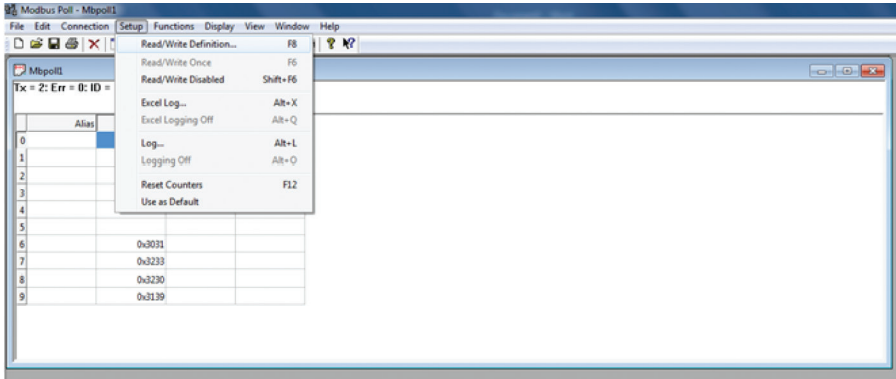 Modbus Poll - Mbpoll1
File Edit Connection Setup Functions Display View Window Help
Read/Write Definition... F8
Read/Write Once F6
Read/Write Disabled Shift+F6
Excel Log... Alt+X
Excel Logging Off Alt+Q
Log... Alt+L
Logging Off Alt+O
Reset Counters F12
Use as Default
Mbpoll1
Tx = 2: Err = 0: ID =
Alias
0
1
2
3
4
5
6 0x3031
7 0x3233
8 0x3230
9 0x3139